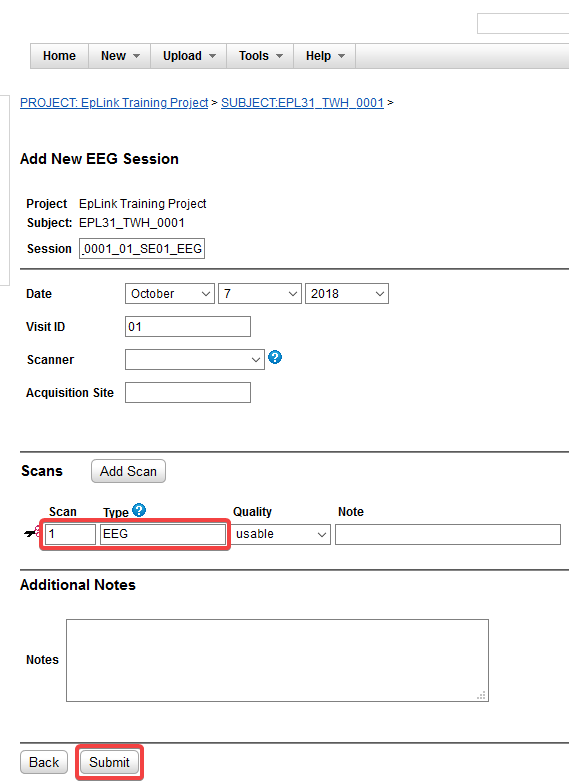 Home New Upload Tools Help
PROJECT: EpLink Training Project > SUBJECT:EPL31_TWH_0001 >
Add New EEG Session
Project EpLink Training Project
Subject: EPL31_TWH_0001
Session _0001_01_SE01_EEG
Date October 7 2018
Visit ID 01
Scanner ?
Acquisition Site
Scans Add Scan
Scan Type ? Quality Note
1 EEG usable
Additional Notes
Notes
Back Submit